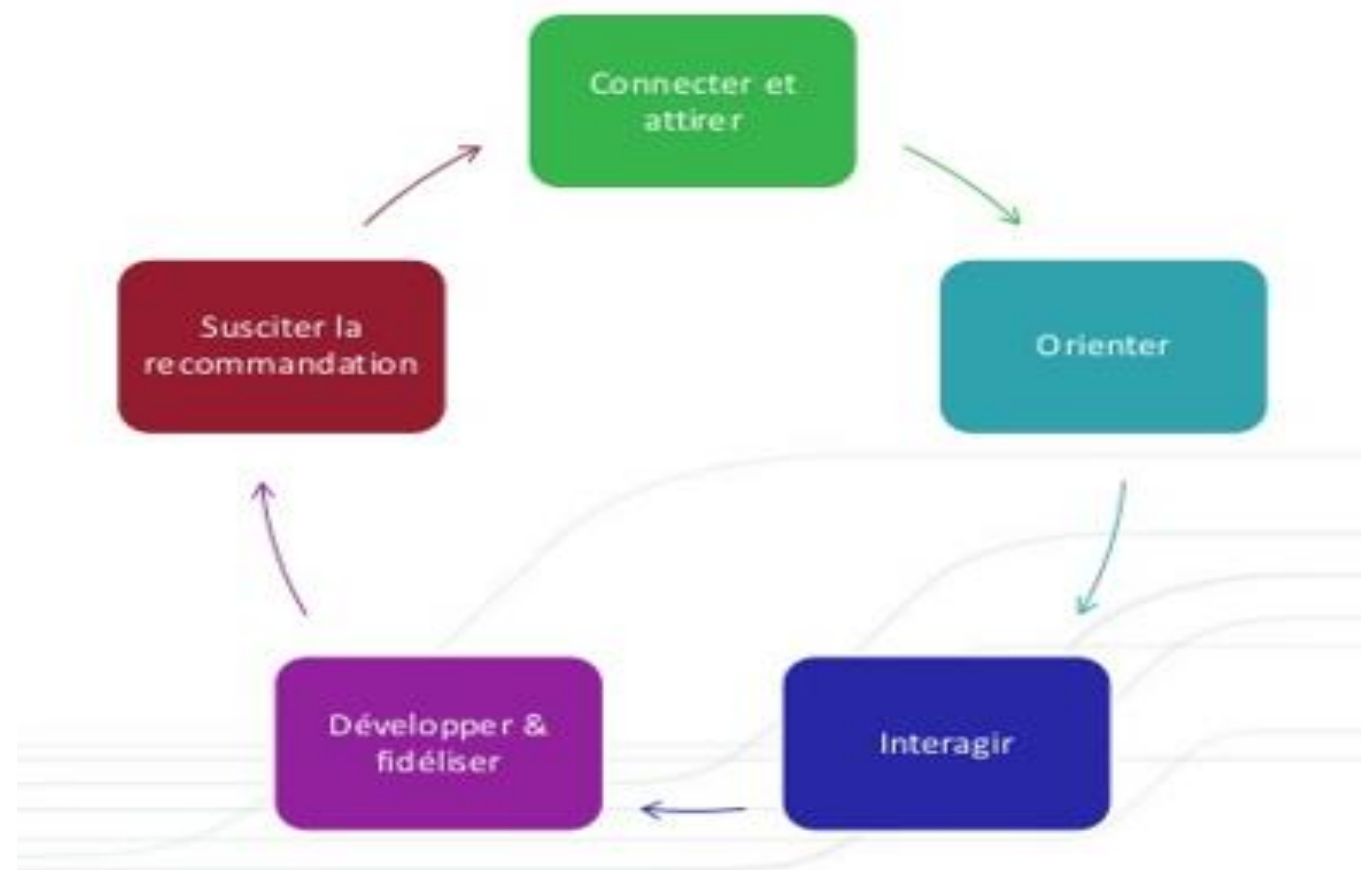 Connecter et
attirer
Orienter
Interagir
Développer &
fidéliser
Susciter la
recommandation